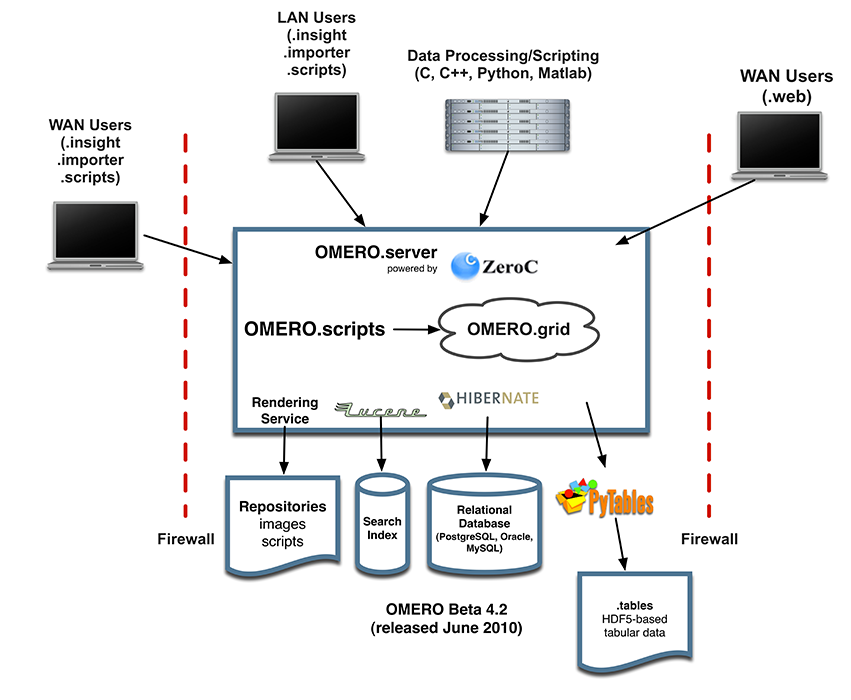 LAN Users
(.insight
.importer
.scripts)
Data Processing/Scripting
(C, C++, Python, Matlab)
WAN Users
(.web)
WAN Users
(.insight
.importer
.scripts)
OMERO.server
powered by
C ZeroC
OMERO.scripts
OMERO.grid
Rendering
Service
Lucene
HIBERNATE
Repositories
images
scripts
Search
Index
Relational
Database
(PostgreSQL, Oracle,
MySQL)
PyTables
Firewall
Firewall
.tables
HDF5-based
tabular data
OMERO Beta 4.2
(released June 2010)